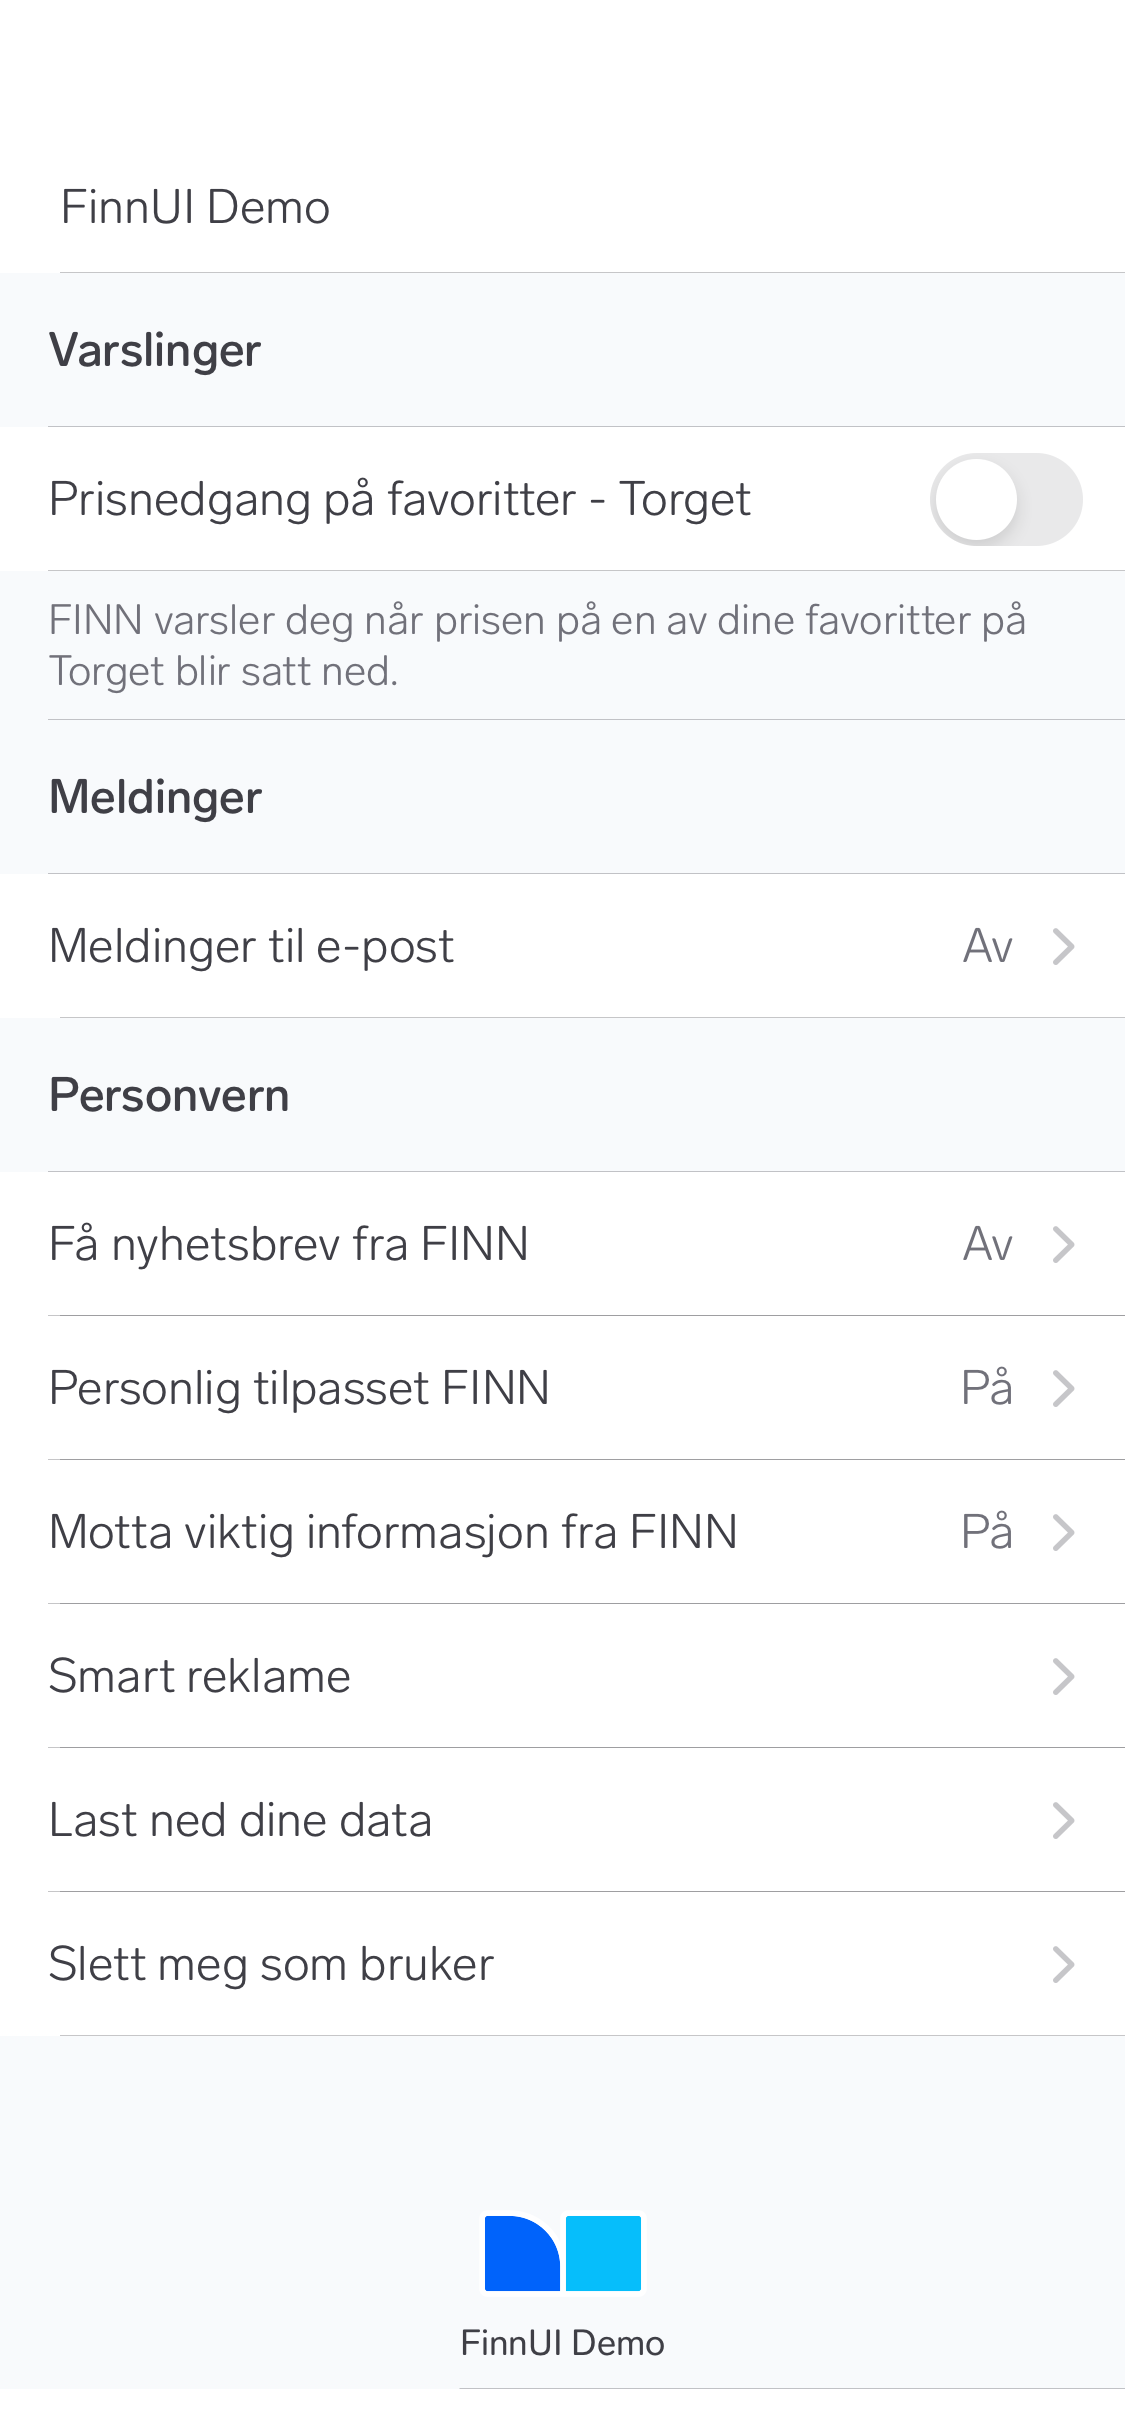 FinnUI Demo
Varslinger
Prisnedgang på favoritter - Torget
FINN varsler deg når prisen på en av dine favoritter på
Torget blir satt ned.
Meldinger
Meldinger til e-post Av
Personvern
Få nyhetsbrev fra FINN Av
Personlig tilpasset FINN På
Motta viktig informasjon fra FINN På
Smart reklame
Last ned dine data
Slett meg som bruker
FinnUI Demo